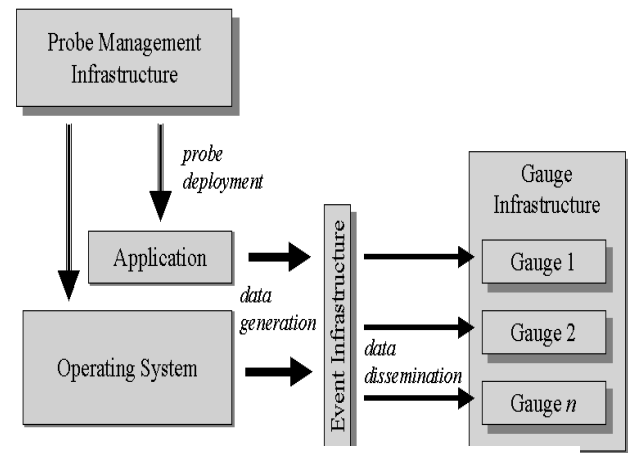 Probe Management
Infrastructure
probe
deployment
Application
data
generation
Operating System
Event Infrastructure
data
dissemination
Gauge
Infrastructure
Gauge 1
Gauge 2
Gauge n